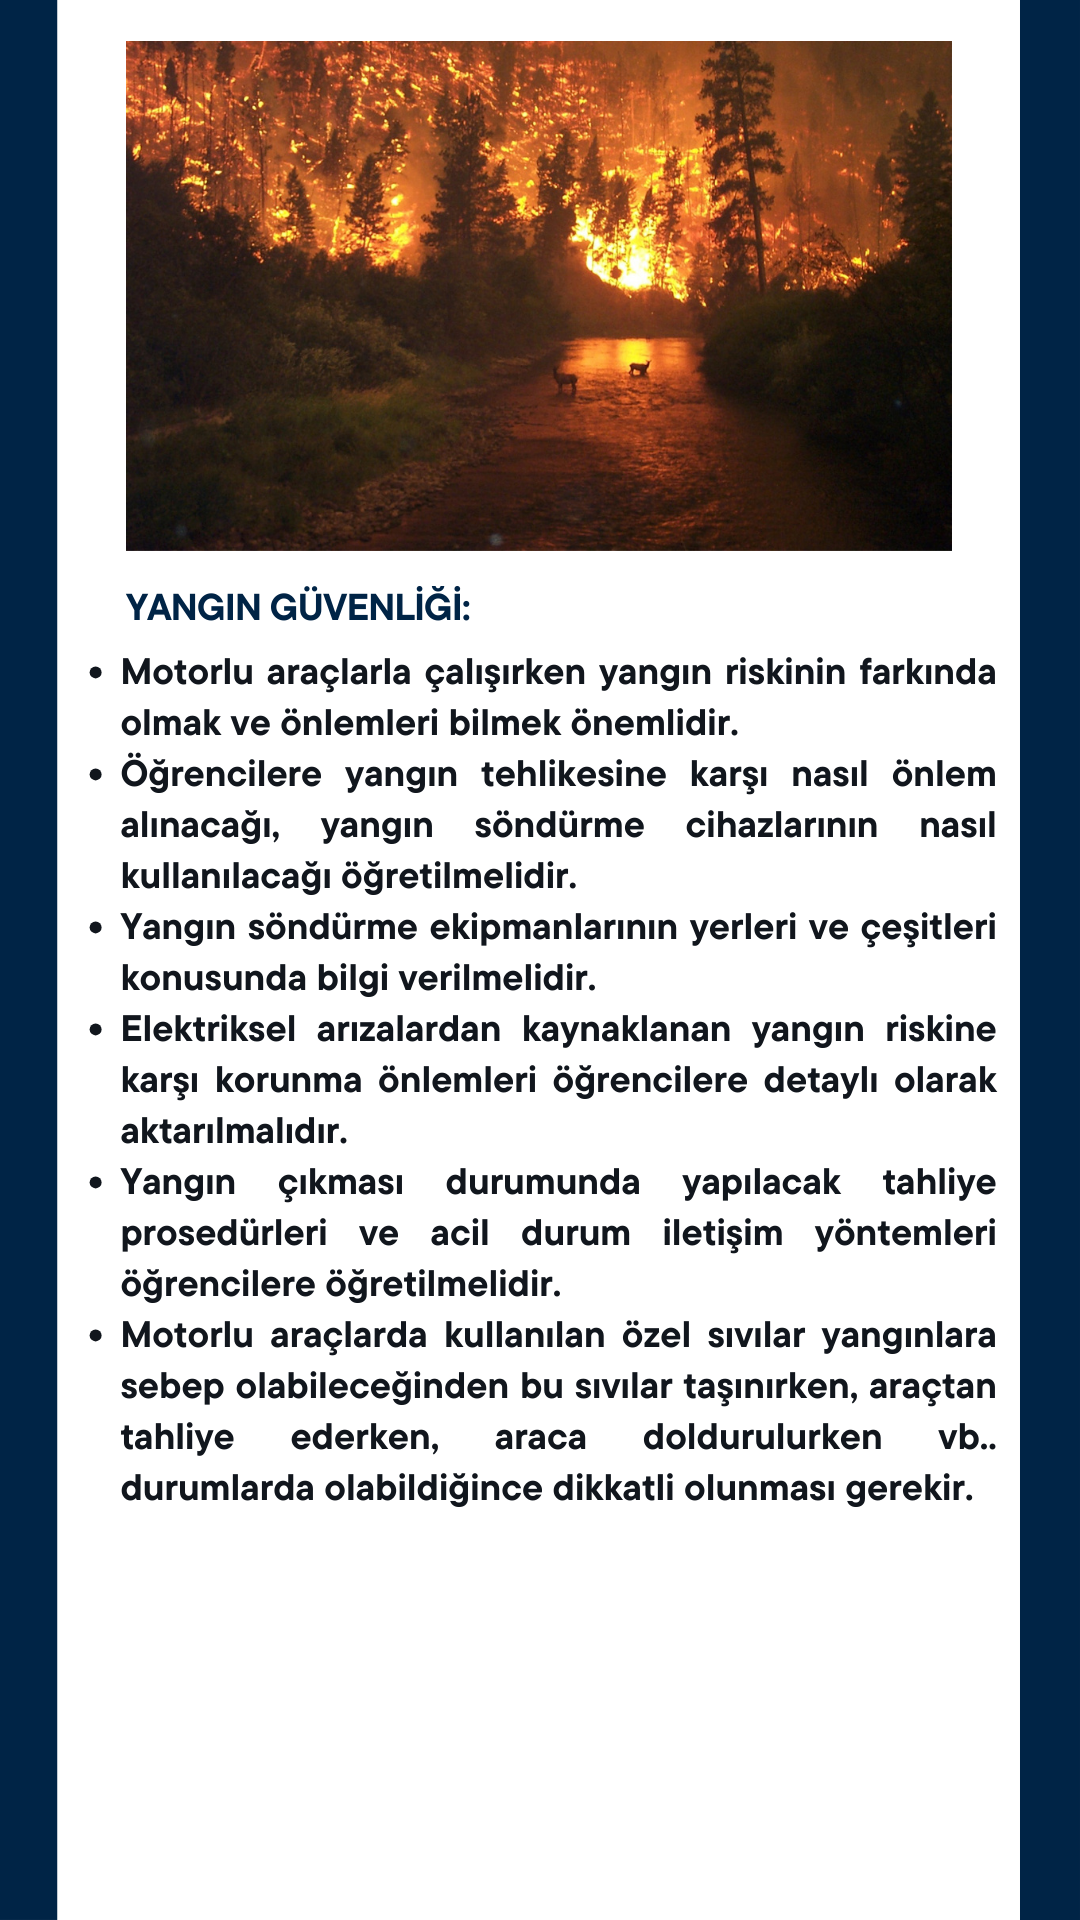 YANGIN GÜVENLİĞİ:
• Motorlu araçlarla çalışırken yangın riskinin farkında
olmak ve önlemleri bilmek önemlidir.
• Öğrencilere yangın tehlikesine karşı nasıl önlem
alınacağı, yangın söndürme cihazlarının nasıl
kullanılacağı öğretilmelidir.
• Yangın söndürme ekipmanlarının yerleri ve çeşitleri
konusunda bilgi verilmelidir.
• Elektriksel arızalardan kaynaklanan yangın riskine
karşı korunma önlemleri öğrencilere detaylı olarak
aktarılmalıdır.
• Yangın çıkması durumunda yapılacak tahliye
prosedürleri ve acil durum iletişim yöntemleri
öğrencilere öğretilmelidir.
• Motorlu araçlarda kullanılan özel sıvılar yangınlara
sebep olabileceğinden bu sıvılar taşınırken, araçtan
tahliye ederken, araca doldurulurken vb..
durumlarda olabildiğince dikkatli olunması gerekir.